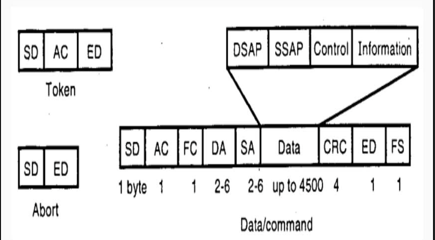 SD AC ED
Token
DSAP SSAP Control Information
SD AC FC DA SA Data CRC ED FS
1 byte 1 1 2-6 2-6 up to 4500 4 1 1
Data/command
SD ED
Abort